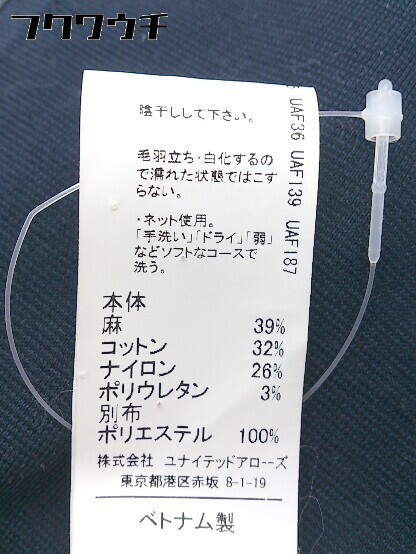 フクウウチ
陰干しして下さい。
毛羽立ち・白化するの
で濡れた状態ではこす
らない。
・ネット使用。
「手洗い」「ドライ」「弱」
などソフトなコースで
洗う。
本体
麻 39%
コットン 32%
ナイロン 26%
ポリウレタン 3%
別布
ポリエステル 100%
株式会社 ユナイテッドアローズ
東京都港区赤坂 8-1-19
ベトナム製
UAF36 UAF139 UAF187